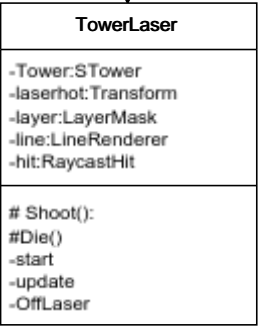 TowerLaser
-Tower:STower
-laserhot:Transform
-layer:LayerMask
-line:LineRenderer
-hit:RaycastHit
# Shoot():
#Die()
-start
-update
-OffLaser